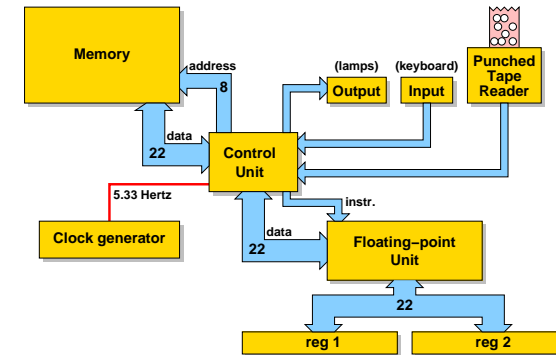 Memory
address
8
(lamps)
(keyboard)
Output
Input
Punched
Tape
Reader
data
22
Control
Unit
5.33 Hertz
Clock generator
data
22
instr.
Floating−point
Unit
22
reg 1
reg 2